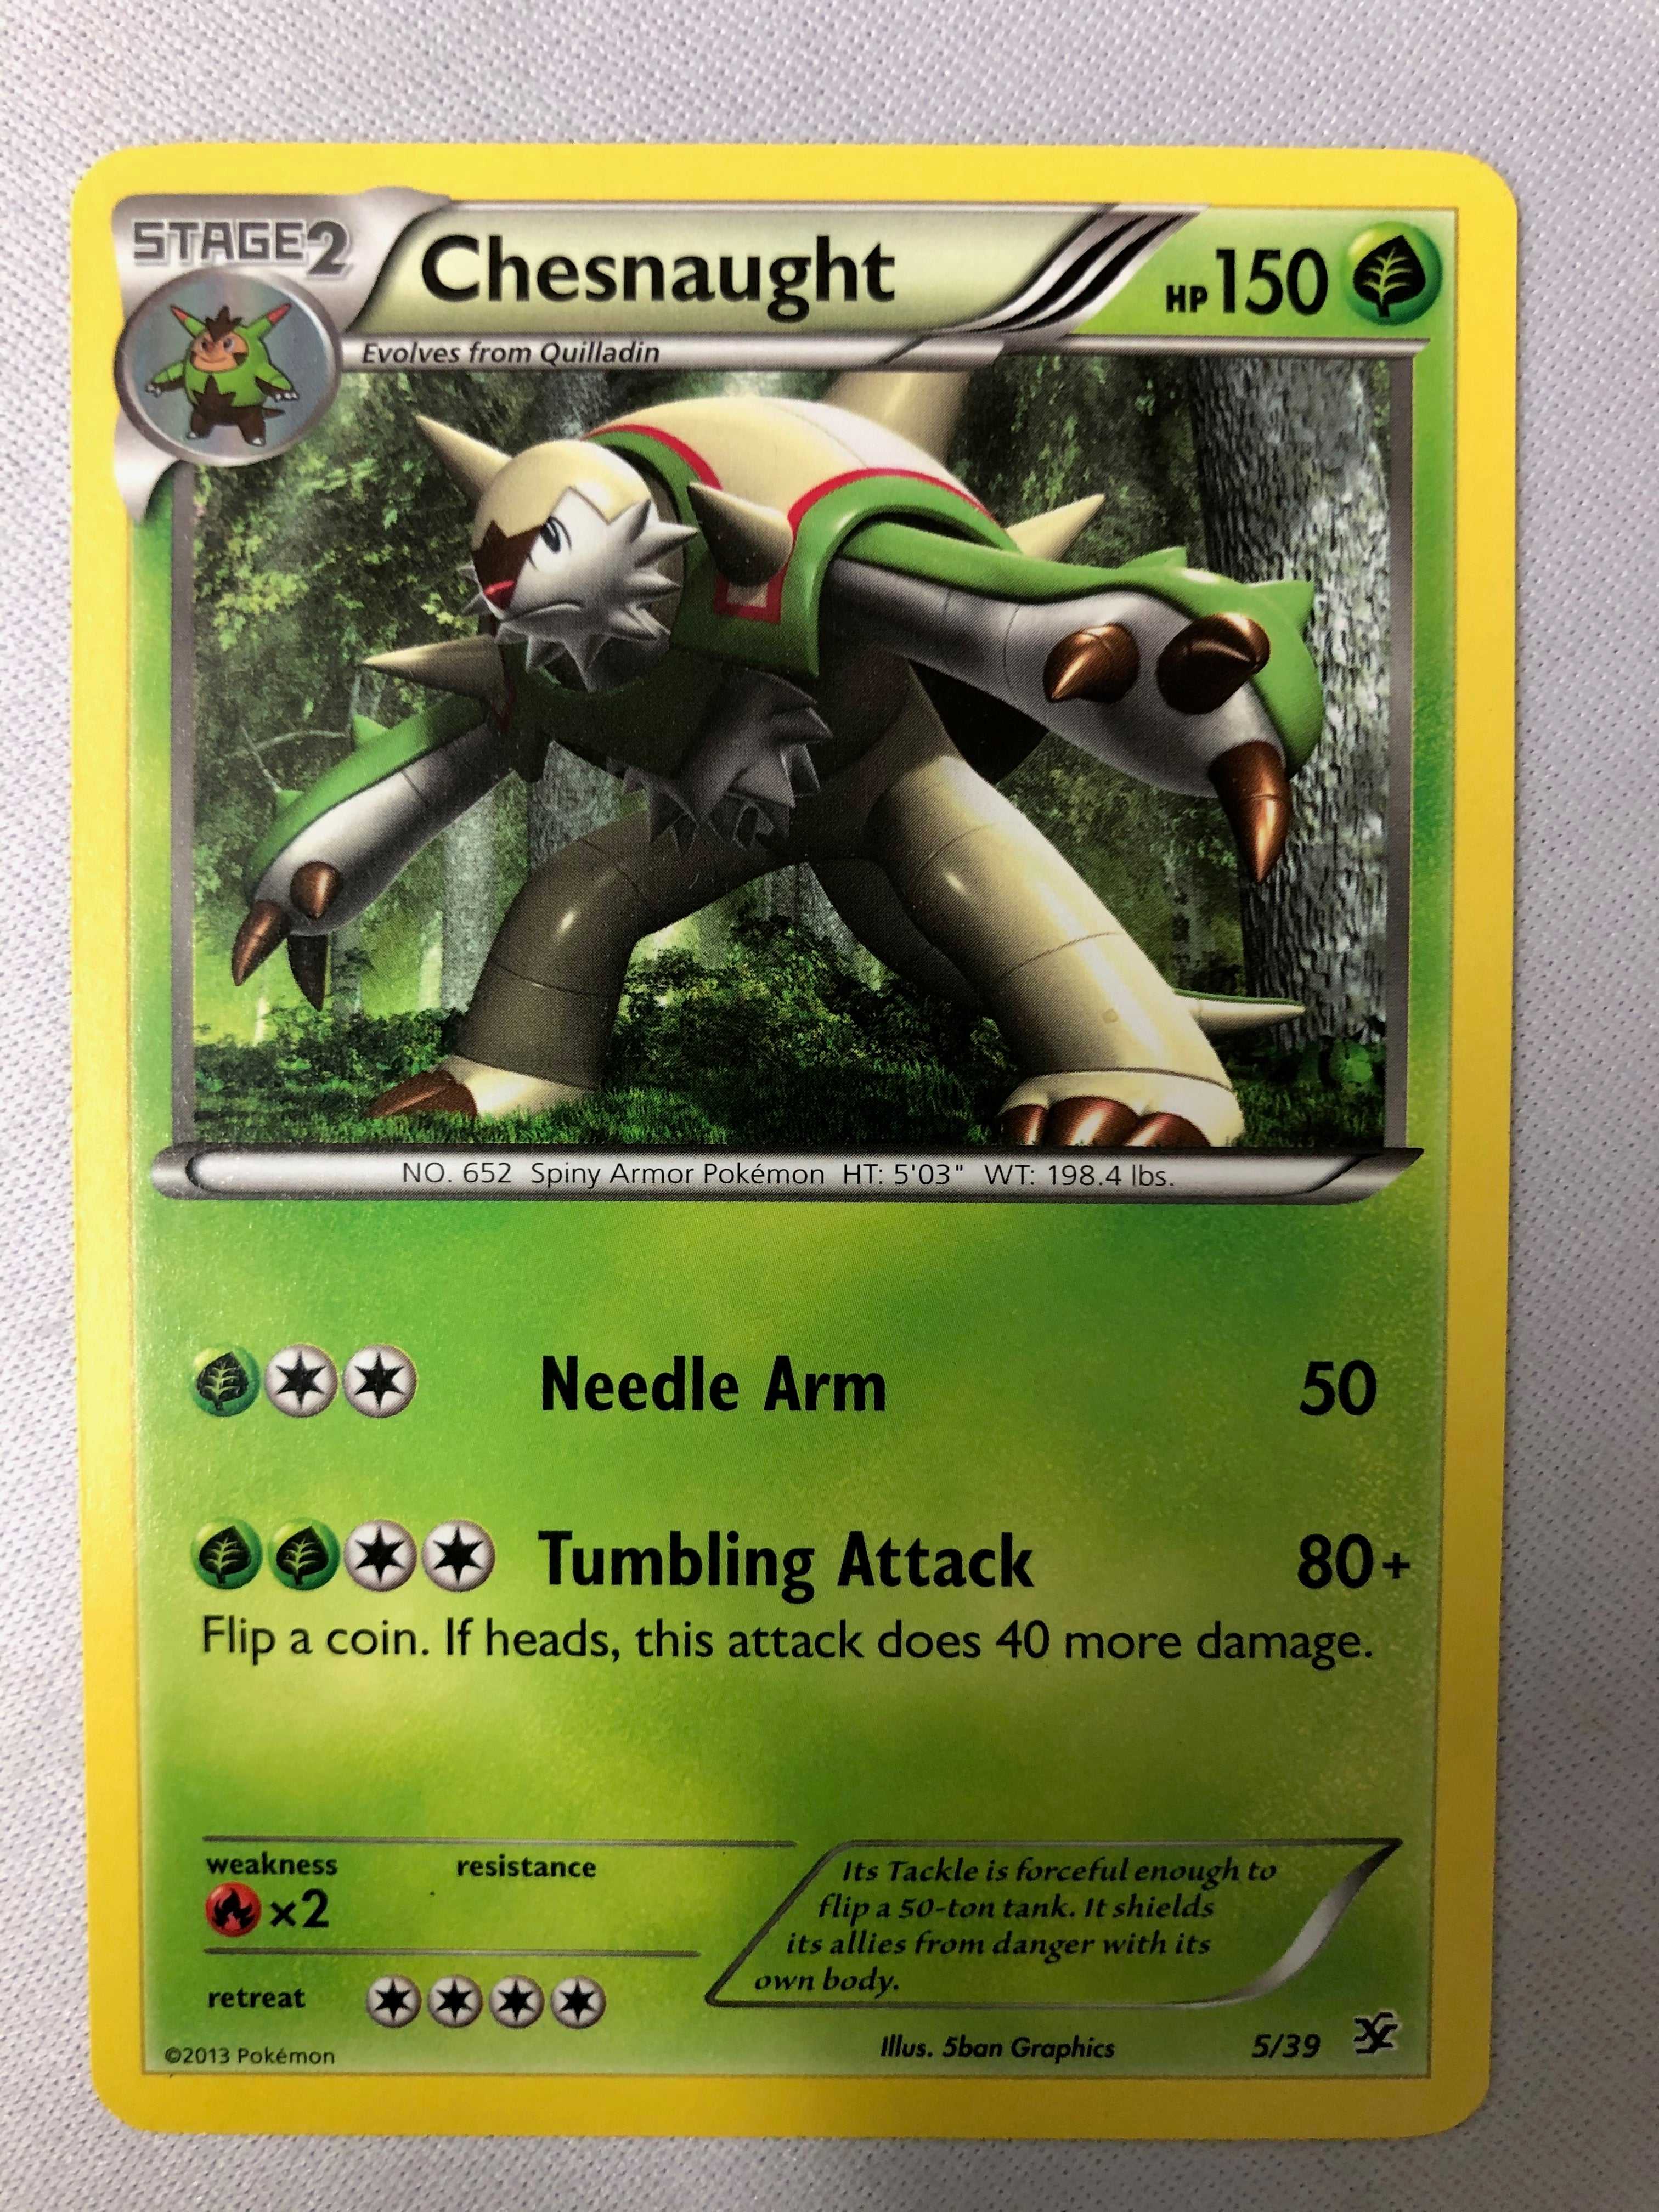 STAGE2
Chesnaught
HP150
Evolves from Quilladin
NO. 652 Spiny Armor Pokémon HT: 5'03" WT: 198.4 lbs.
Needle Arm 50
Tumbling Attack 80+
Flip a coin. If heads, this attack does 40 more damage.
weakness resistance
×2
retreat
Its Tackle is forceful enough to
flip a 50-ton tank. It shields
its allies from danger with its
own body.
©2013 Pokémon
Illus. 5ban Graphics 5/39 XY